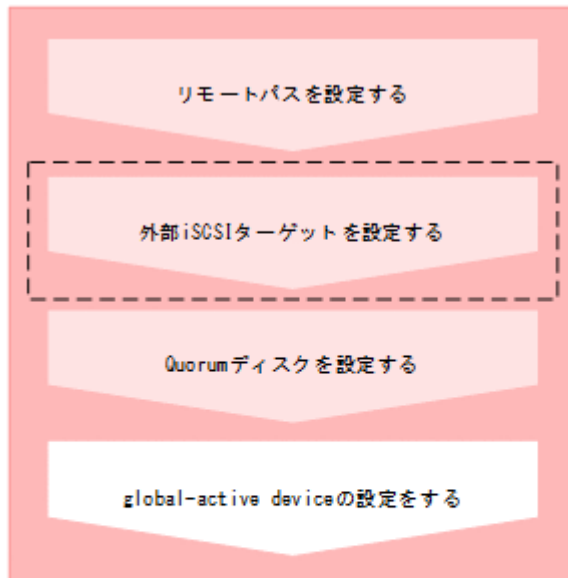 リモートパスを設定する
外部iSCSIターゲットを設定する
Quorumディスクを設定する
global-active deviceの設定をする